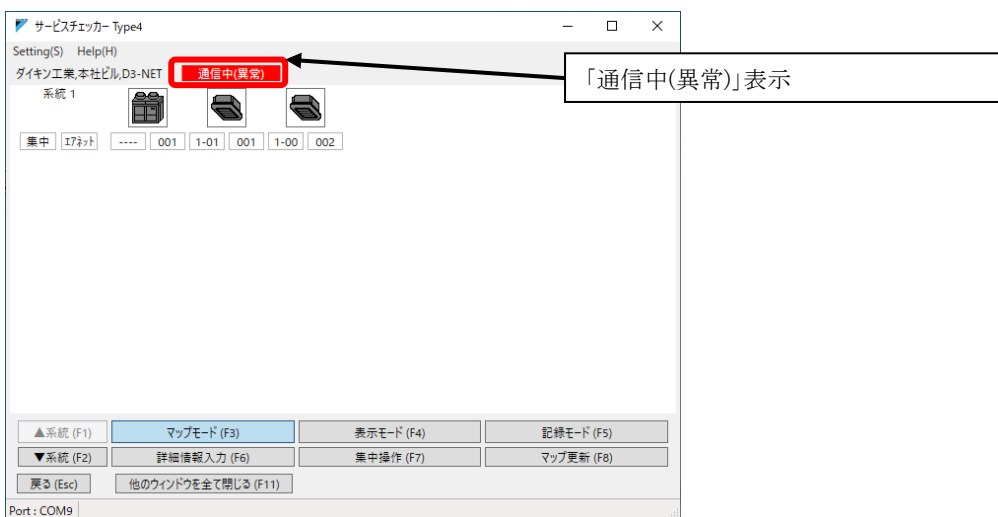 サービスチェッカー Type4
Setting(S) Help(H)
ダイキン工業,本社ビル,D3-NET 通信中(異常)
「通信中(異常)」表示
系統 1
集中 エアネット ---- 001 1-01 001 1-00 002
▲系統 (F1) マップモード (F3) 表示モード (F4) 記録モード (F5)
▼系統 (F2) 詳細情報入力 (F6) 集中操作 (F7) マップ更新 (F8)
戻る (Esc) 他のウィンドウを全て閉じる (F11)
Port : COM9